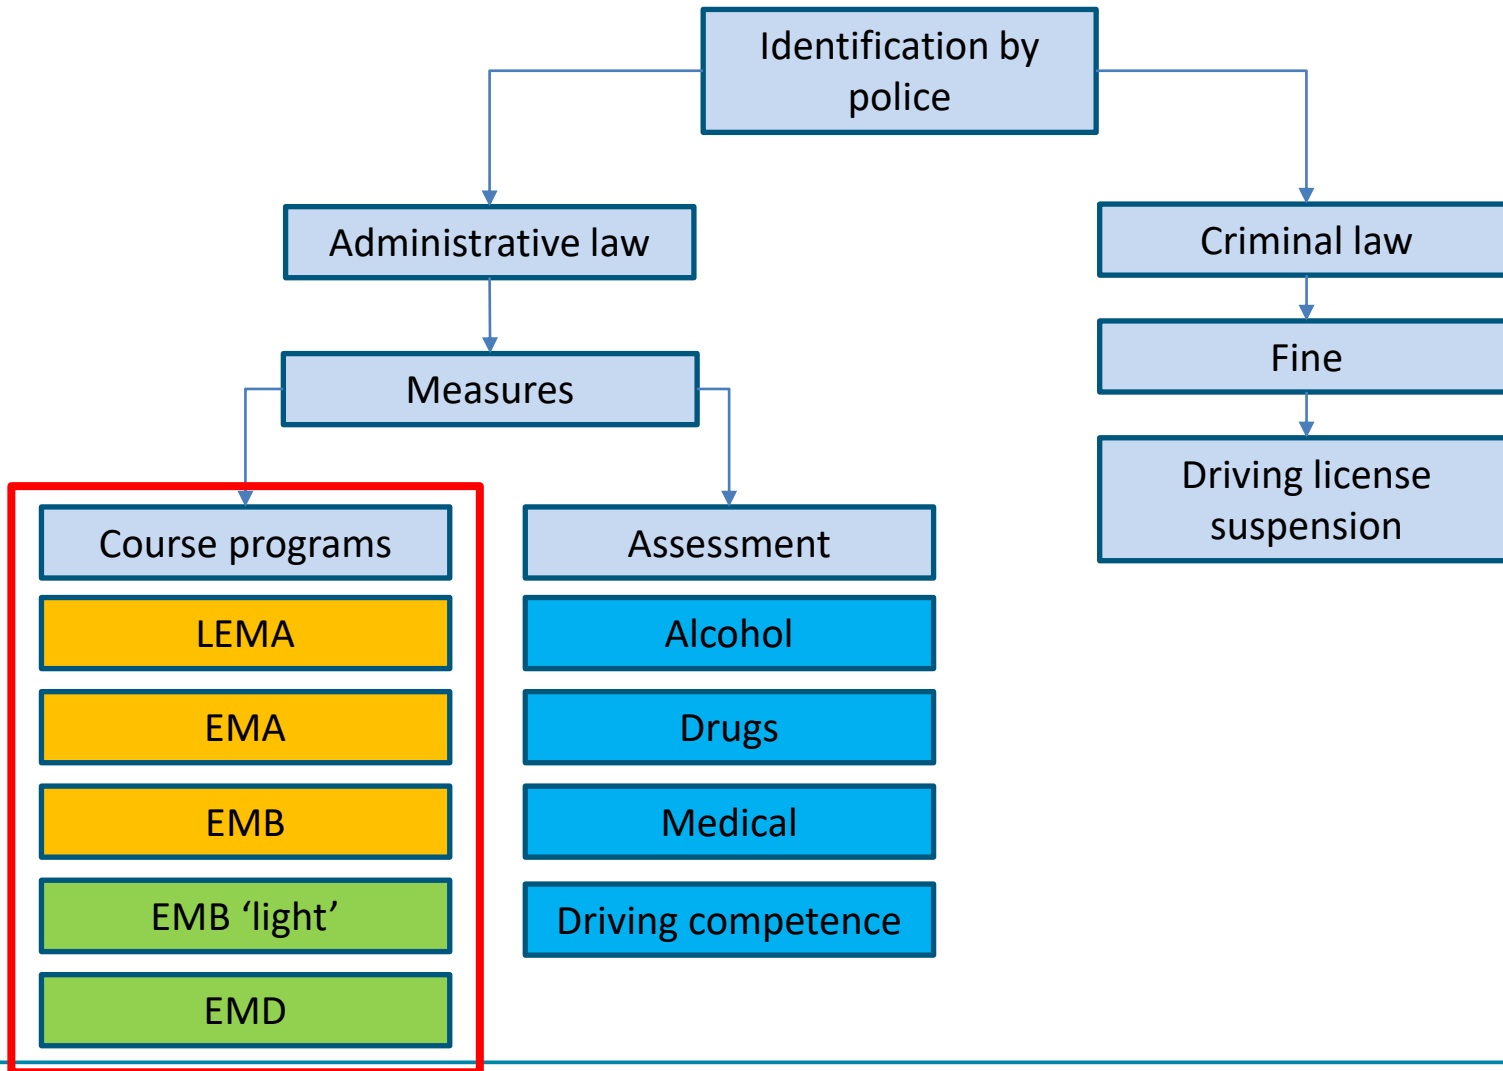 Identification by
police
Administrative law
Criminal law
Measures
Fine
Driving license
suspension
Course programs
LEMA
EMA
EMB
EMB ‘light’
EMD
Assessment
Alcohol
Drugs
Medical
Driving competence